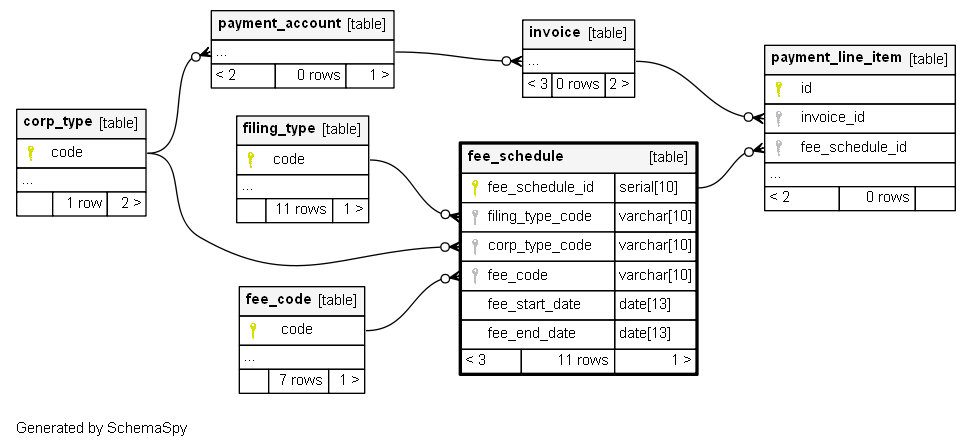 payment_account [table]
...
< 2 0 rows 1 >
invoice [table]
...
< 3 0 rows 2 >
payment_line_item [table]
id
invoice_id
fee_schedule_id
...
< 2 0 rows
corp_type [table]
code
...
1 row 2 >
filing_type [table]
code
...
11 rows 1 >
fee_schedule [table]
fee_schedule_id serial[10]
filing_type_code varchar[10]
corp_type_code varchar[10]
fee_code varchar[10]
fee_start_date date[13]
fee_end_date date[13]
< 3 11 rows 1 >
fee_code [table]
code
...
7 rows 1 >
Generated by SchemaSpy